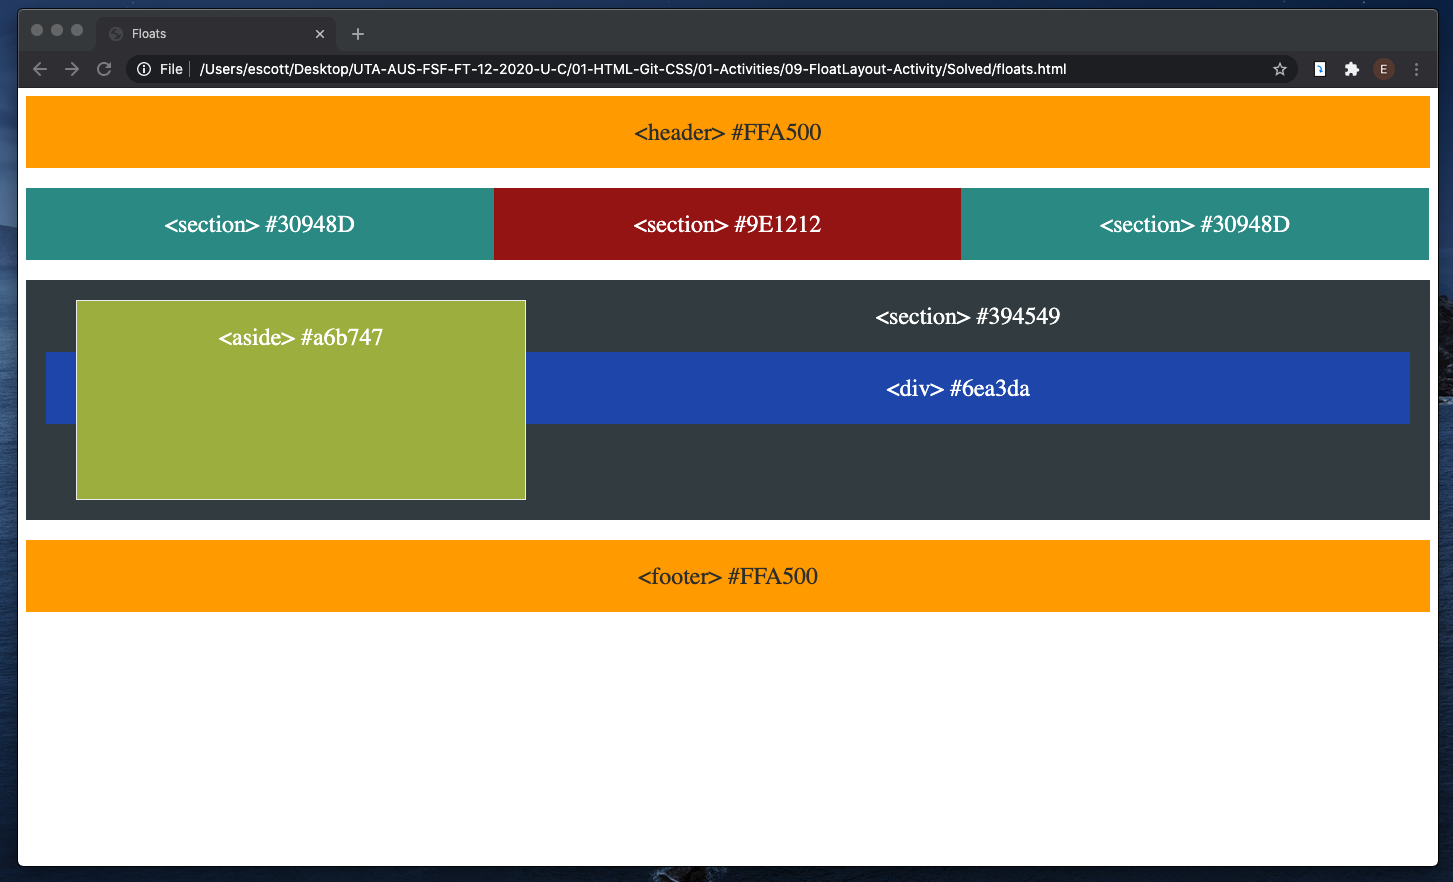 Floats
File /Users/escott/Desktop/UTA-AUS-FSF-FT-12-2020-U-C/01-HTML-Git-CSS/01-Activities/09-FloatLayout-Activity/Solved/floats.html E
<header> #FFA500
<section> #30948D <section> #9E1212 <section> #30948D
<section> #394549
<aside> #a6b747
<div> #6ea3da
<footer> #FFA500